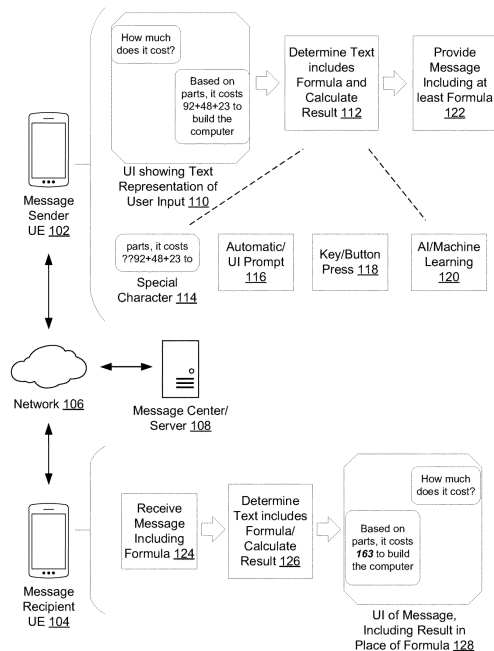 How much
does it cost?
Based on
parts, it costs
92+48+23 to
build the
computer
UI showing Text
Representation of
User Input 110
Determine Text
includes
Formula and
Calculate
Result 112
Provide
Message
Including at
least Formula
122
Message
Sender
UE 102
parts, it costs
??92+48+23 to
Special
Character 114
Automatic/
UI Prompt
116
Key/Button
Press 118
AI/Machine
Learning
120
Network 106
Message Center/
Server 108
Message
Recipient
UE 104
Receive
Message
Including
Formula 124
Determine
Text includes
Formula/
Calculate
Result 126
How much
does it cost?
Based on
parts, it costs
163 to build
the computer
UI of Message,
Including Result in
Place of Formula 128